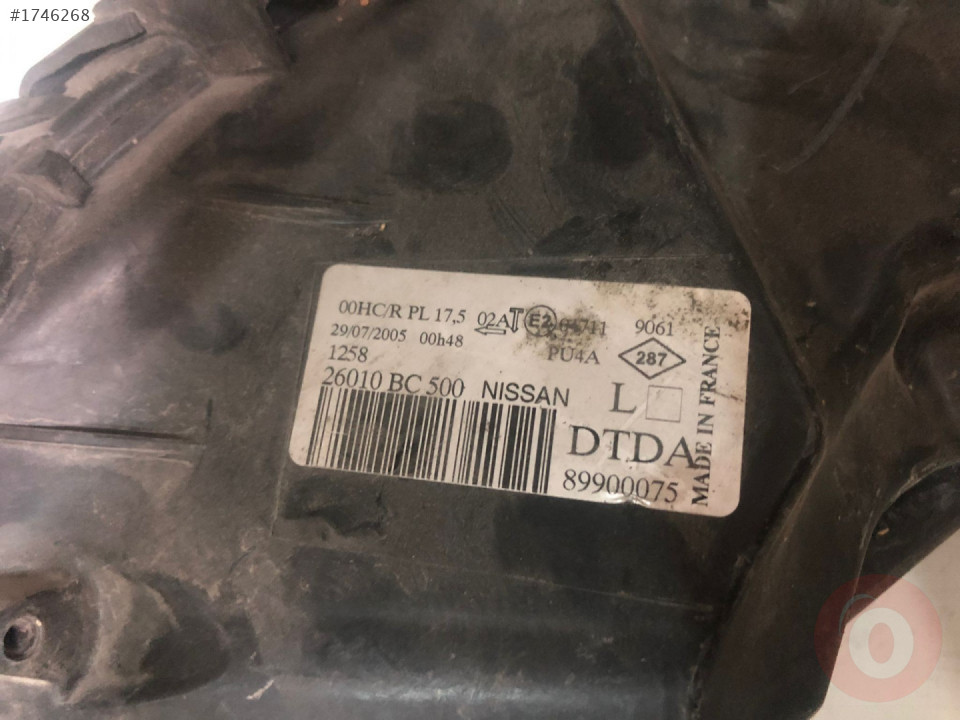 #1746268
00HC/R PL 17,5 02A E2 9061
29/07/2005 00h48 PU4A 287
1258
26010 BC 500 NISSAN L
DTDA
89900075
MADE IN FRANCE
O